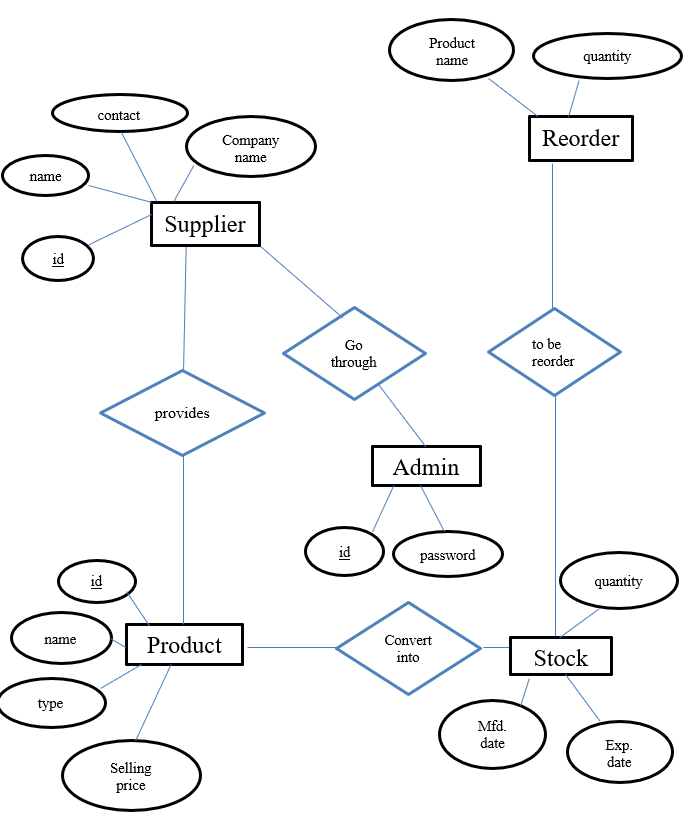 Product
name
quantity
Reorder
contact
Company
name
name
Supplier
id
Go
through
to be
reorder
provides
Admin
id
password
id
name
type
Product
Selling
price
Convert
into
quantity
Stock
Mfd.
date
Exp.
date